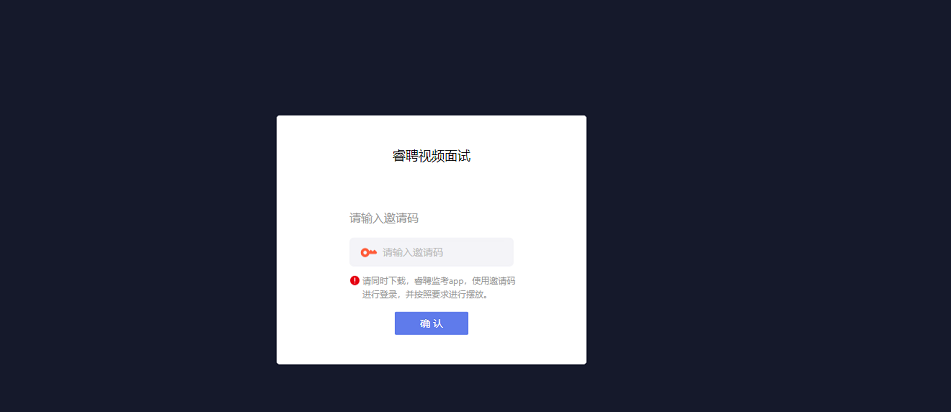 睿聘视频面试
请输入邀请码
请输入邀请码
请同时下载，睿聘监考app，使用邀请码
进行登录，并按照要求进行摆放。
确 认